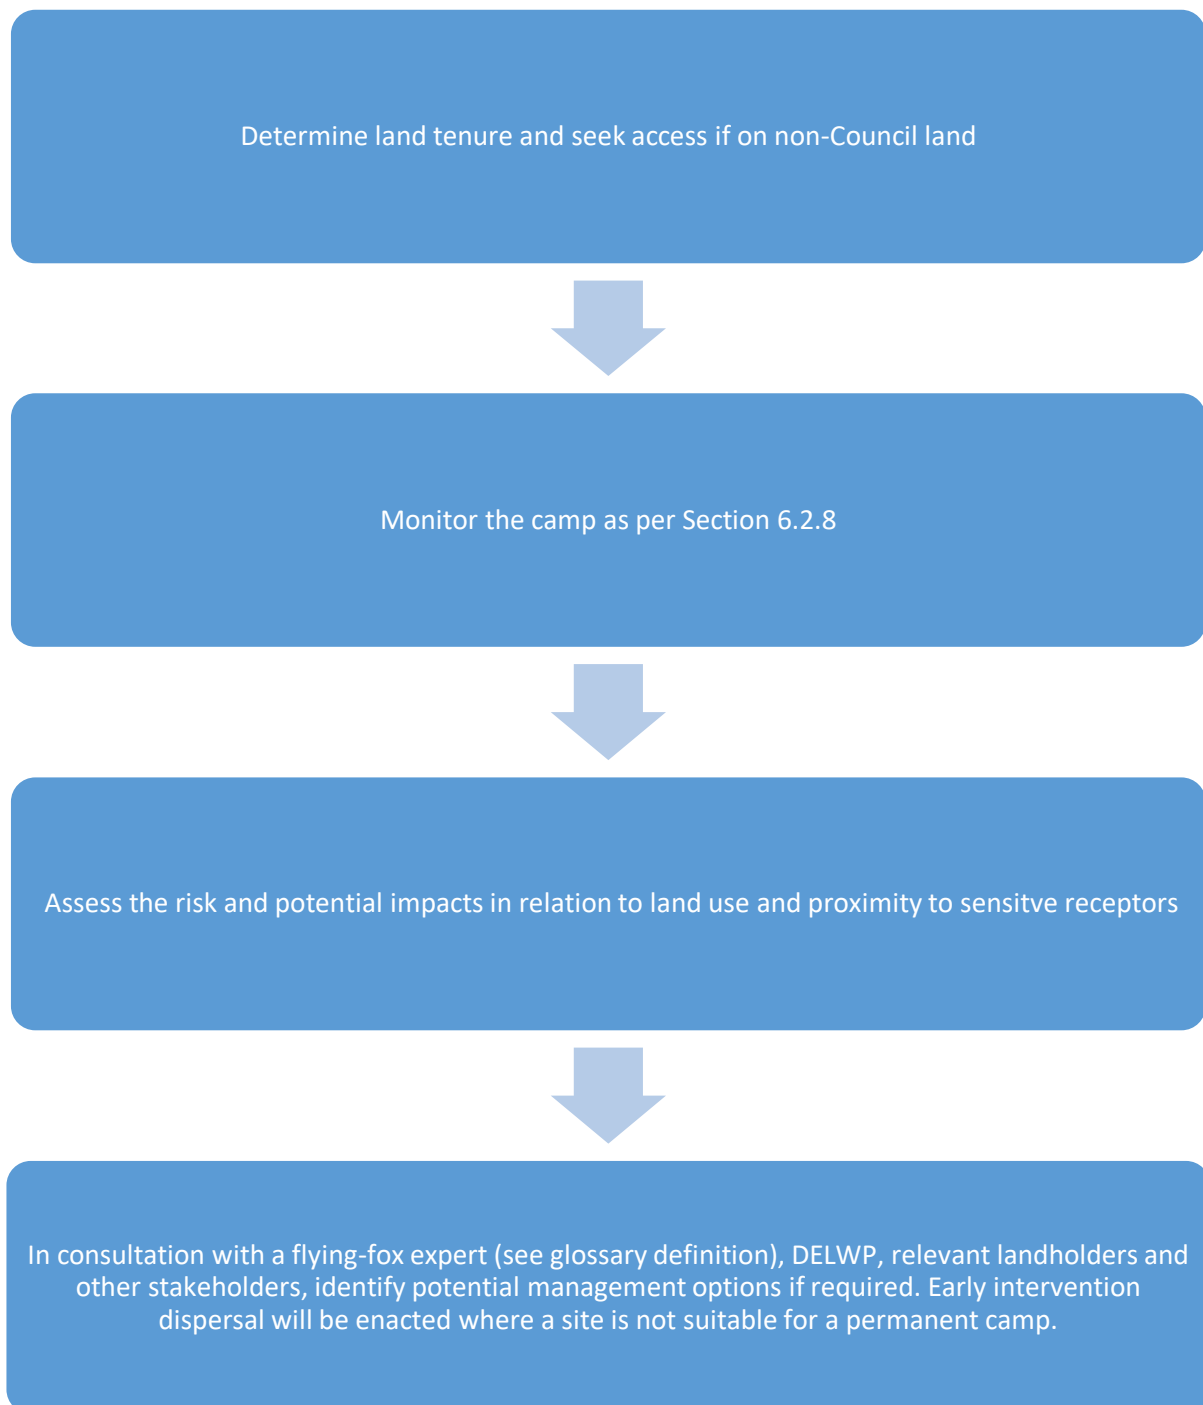 Determine land tenure and seek access if on non-Council land
Monitor the camp as per Section 6.2.8
Assess the risk and potential impacts in relation to land use and proximity to sensitve receptors
In consultation with a flying-fox expert (see glossary definition), DELWP, relevant landholders and
other stakeholders, identify potential management options if required. Early intervention
dispersal will be enacted where a site is not suitable for a permanent camp.